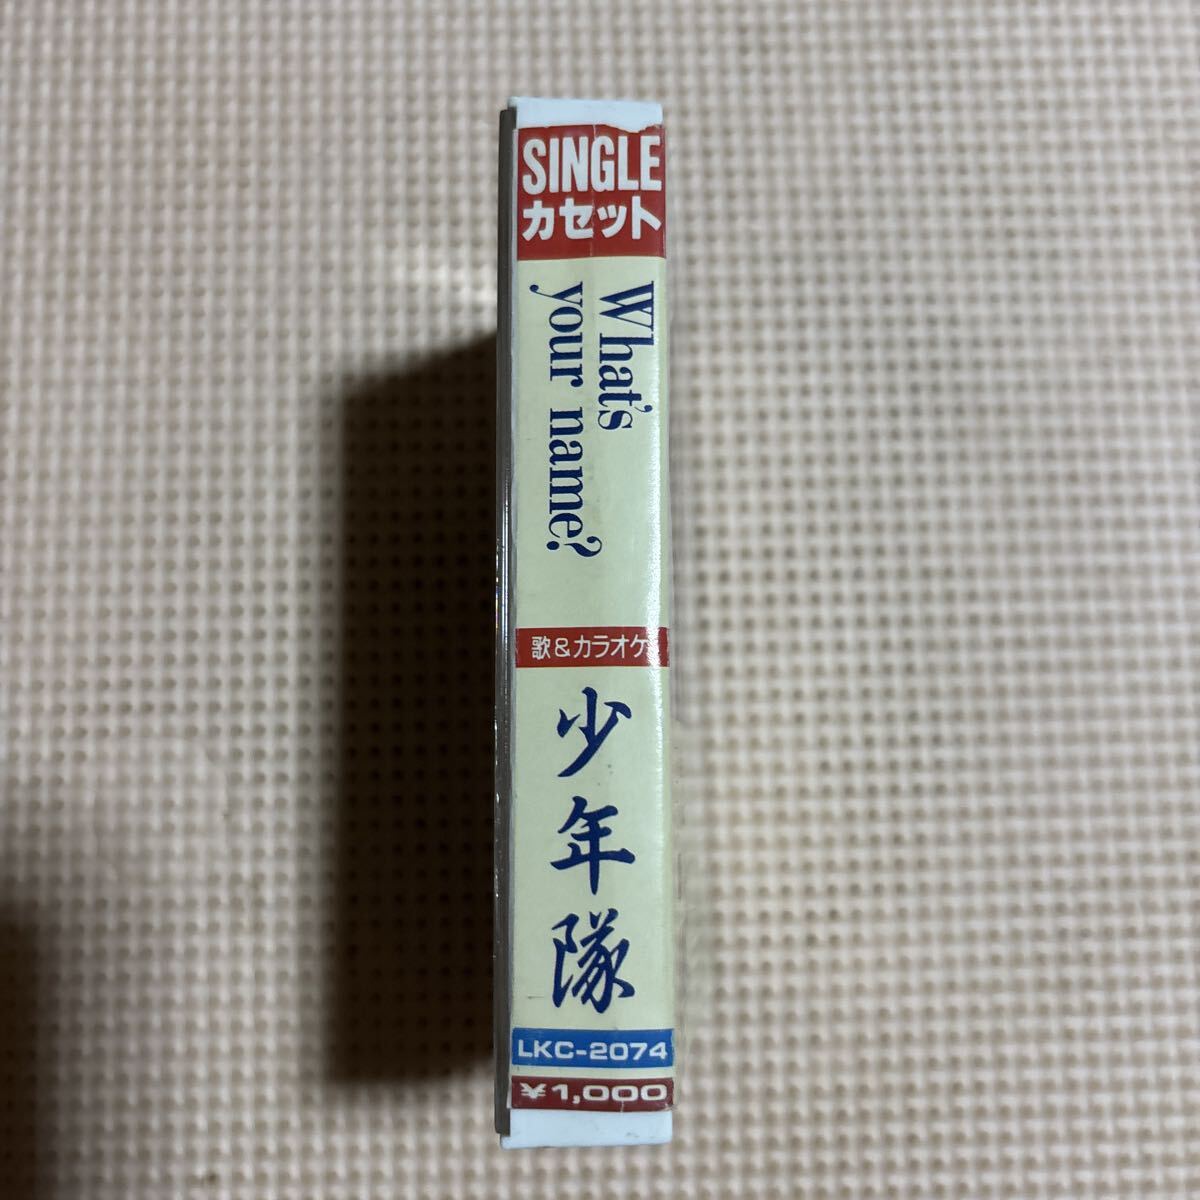 SINGLE
カセット
What's
your name?
歌&カラオケ
少年隊
LKC-2074
¥1,000